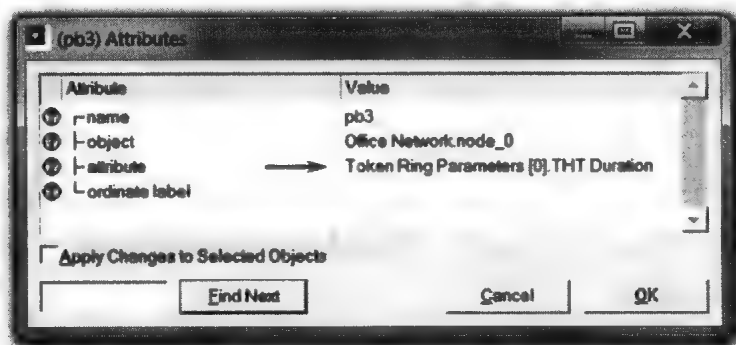 (pb3) Attributes
Attribute Value
name pb3
object Office Network.node_0
attribute Token Ring Parameters [0].THT Duration
ordinate label
Apply Changes to Selected Objects
Find Next Cancel OK